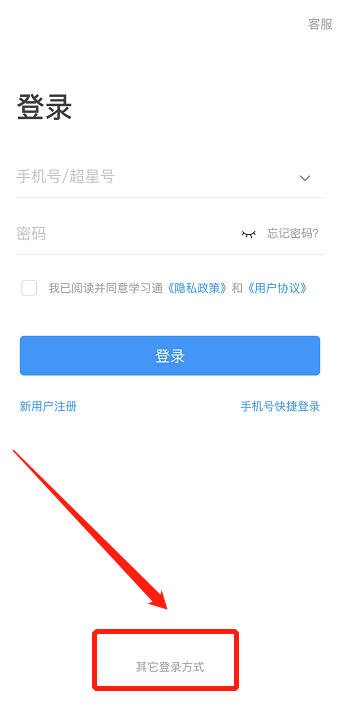 客服
登录
手机号/超星号
密码 忘记密码?
我已阅读并同意学习通《隐私政策》和《用户协议》
登录
新用户注册 手机号快捷登录
其它登录方式